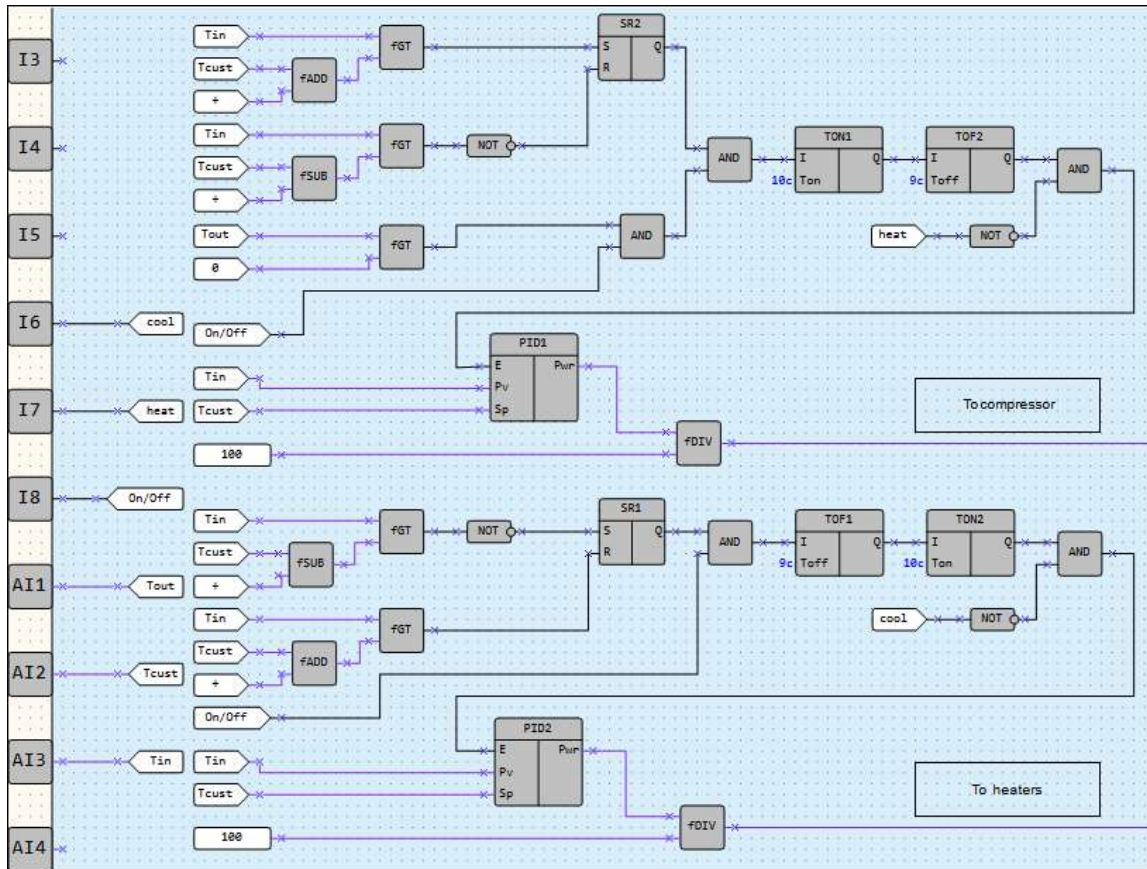 I3
I4
I5
I6
I7
I8
AI1
AI2
AI3
AI4
cool
heat
On/Off
Tout
Tcust
Tin
Tin
Tcust
+
fADD
fGT
SR2
S Q
R
Tin
Tcust
+
fSUB
fGT
NOT
Tout
0
fGT
AND
On/Off
AND
TON1
I Q
10c Ton
TOF2
I Q
9c Toff
AND
heat
NOT
Tin
Tcust
PID1
E Pwr
Pv
Sp
100
fDIV
To compressor
Tin
Tcust
+
fSUB
fGT
NOT
SR1
S Q
R
AND
Tin
Tcust
+
fADD
fGT
On/Off
TOF1
I Q
9c Toff
TON2
I Q
10c Ton
AND
cool
NOT
Tin
Tcust
PID2
E Pwr
Pv
Sp
100
fDIV
To heaters